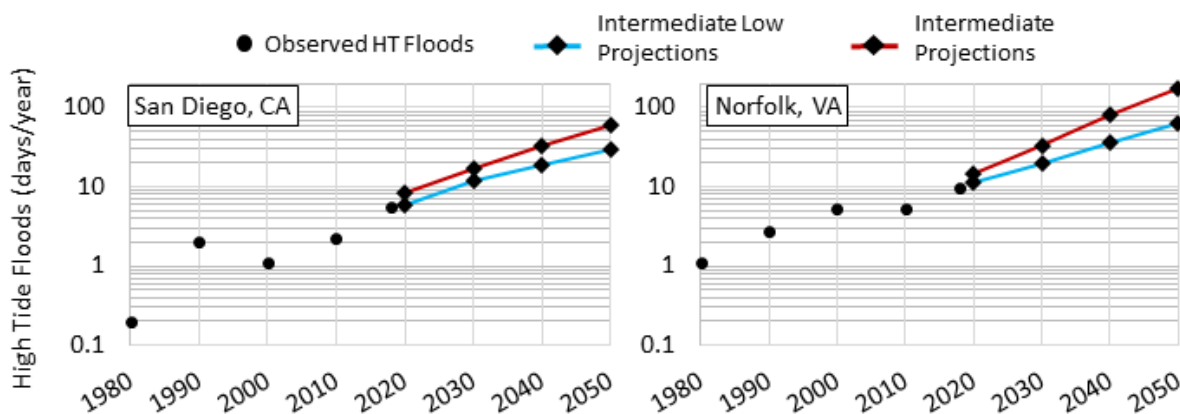 Observed HT Floods
Intermediate Low
Projections
Intermediate
Projections
High Tide Floods (days/year)
San Diego, CA
100
10
1
0.1
1980 1990 2000 2010 2020 2030 2040 2050
Norfolk, VA
100
10
1
0.1
1980 1990 2000 2010 2020 2030 2040 2050